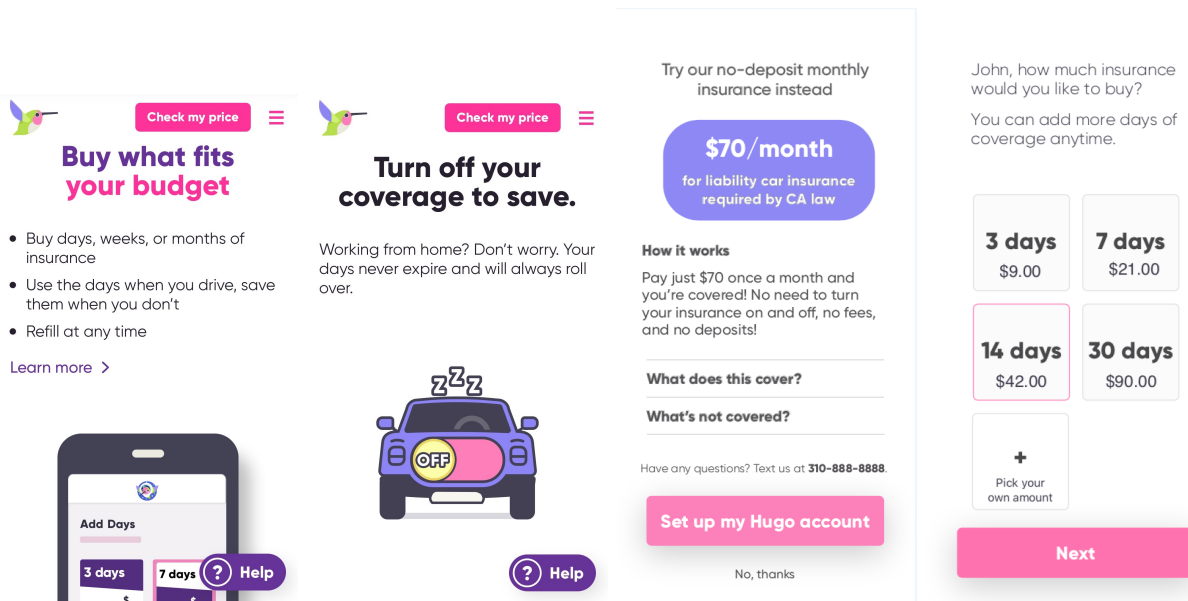 Check my price
Buy what fits
your budget
Buy days, weeks, or months of
insurance
Use the days when you drive, save
them when you don’t
Refill at any time
Learn more
Add Days
3 days
$
7 days
$
? Help
Check my price
Turn off your
coverage to save.
Working from home? Don’t worry. Your
days never expire and will always roll
over.
zzz
OFF
? Help
Try our no-deposit monthly
insurance instead
$70/month
for liability car insurance
required by CA law
How it works
Pay just $70 once a month and
you’re covered! No need to turn
your insurance on and off, no fees,
and no deposits!
What does this cover?
What’s not covered?
Have any questions? Text us at 310-888-8888.
Set up my Hugo account
No, thanks
John, how much insurance
would you like to buy?
You can add more days of
coverage anytime.
3 days
$9.00
7 days
$21.00
14 days
$42.00
30 days
$90.00
+
Pick your
own amount
Next